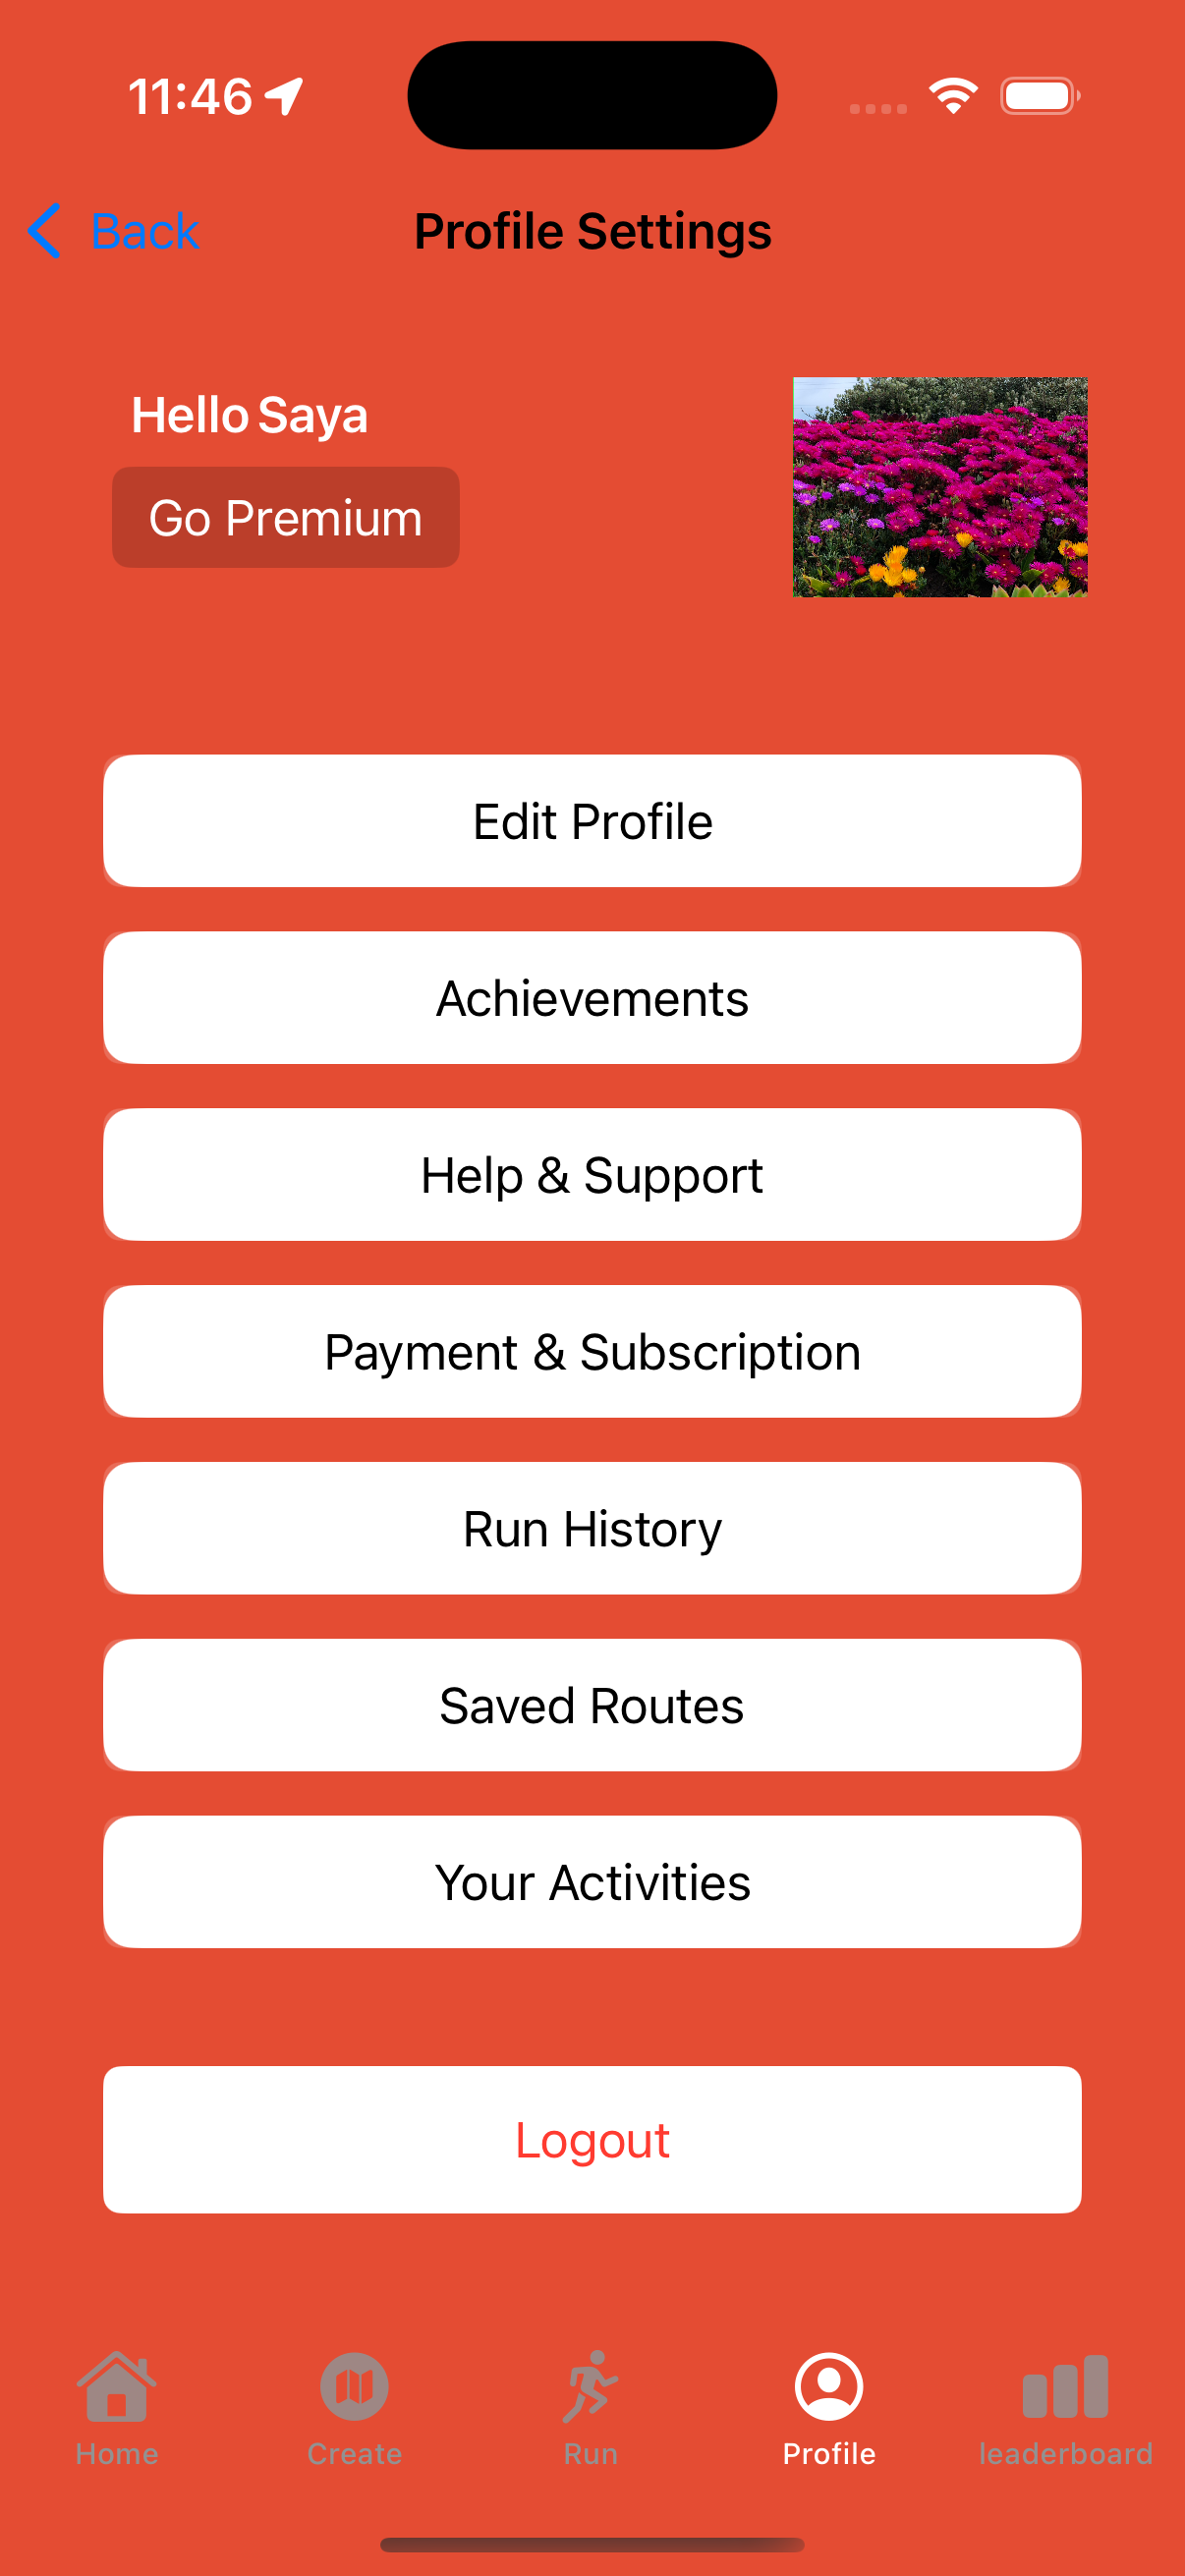 11:46
Back
Profile Settings
Hello Saya
Go Premium
Edit Profile
Achievements
Help & Support
Payment & Subscription
Run History
Saved Routes
Your Activities
Logout
Home
Create
Run
Profile
leaderboard